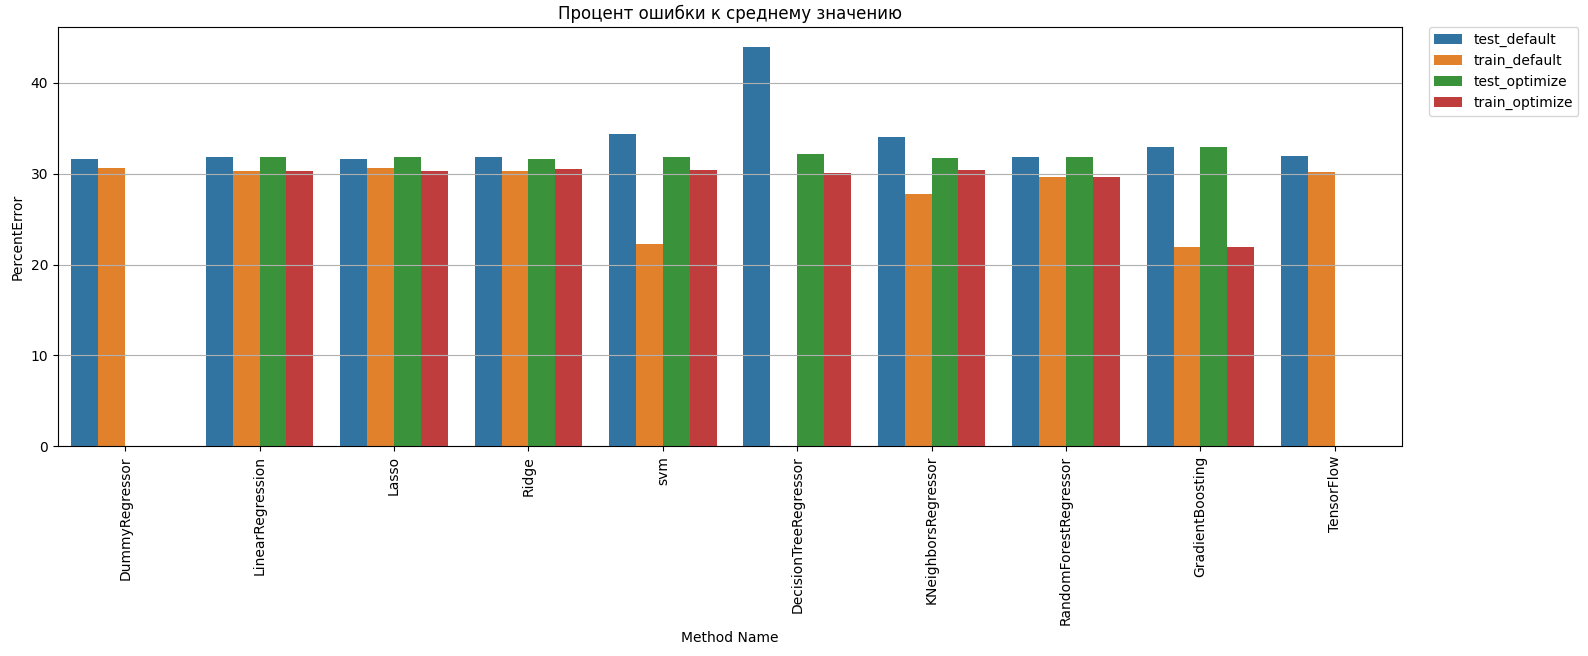 Процент ошибки к среднему значению
test_default
train_default
test_optimize
train_optimize
PercentError
40
30
20
10
0
DummyRegressor
LinearRegression
Lasso
Ridge
svm
DecisionTreeRegressor
KNeighborsRegressor
RandomForestRegressor
GradientBoosting
TensorFlow
Method Name